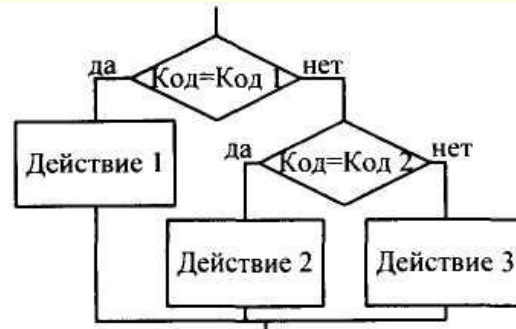 да
Код=Код 1
нет
Действие 1
да
Код=Код 2
нет
Действие 2
Действие 3